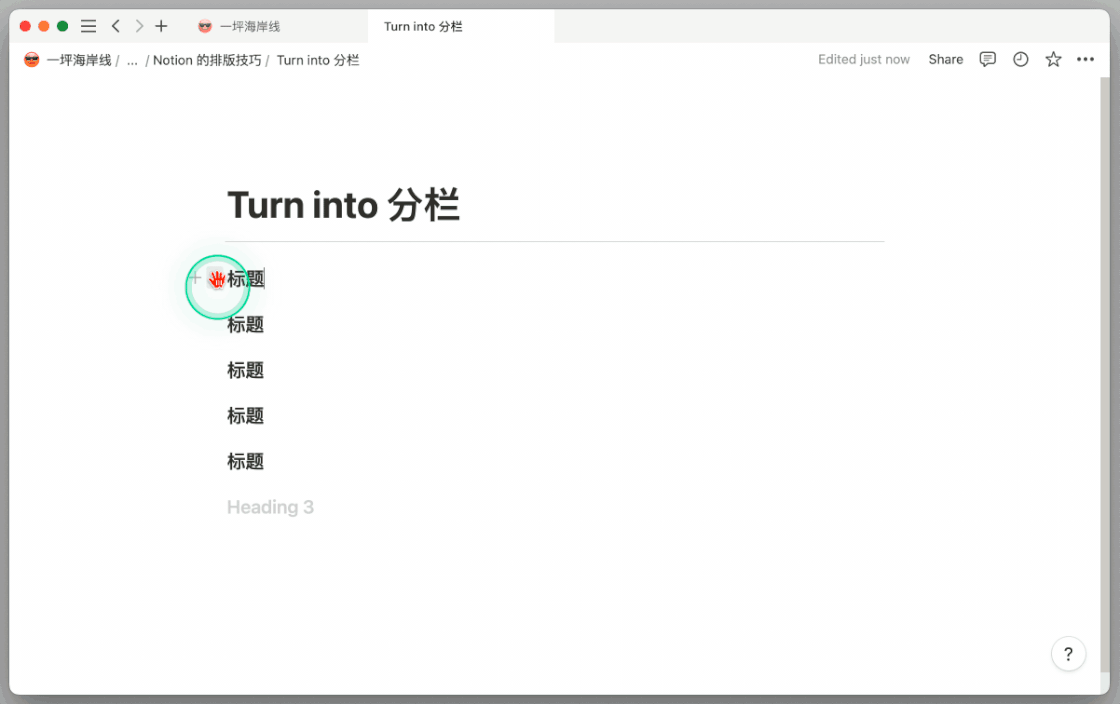 一坪海岸线
Turn into 分栏
一坪海岸线 / ... / Notion 的排版技巧 / Turn into 分栏
Edited just now
Share
Turn into 分栏
标题
标题
标题
标题
标题
Heading 3
?